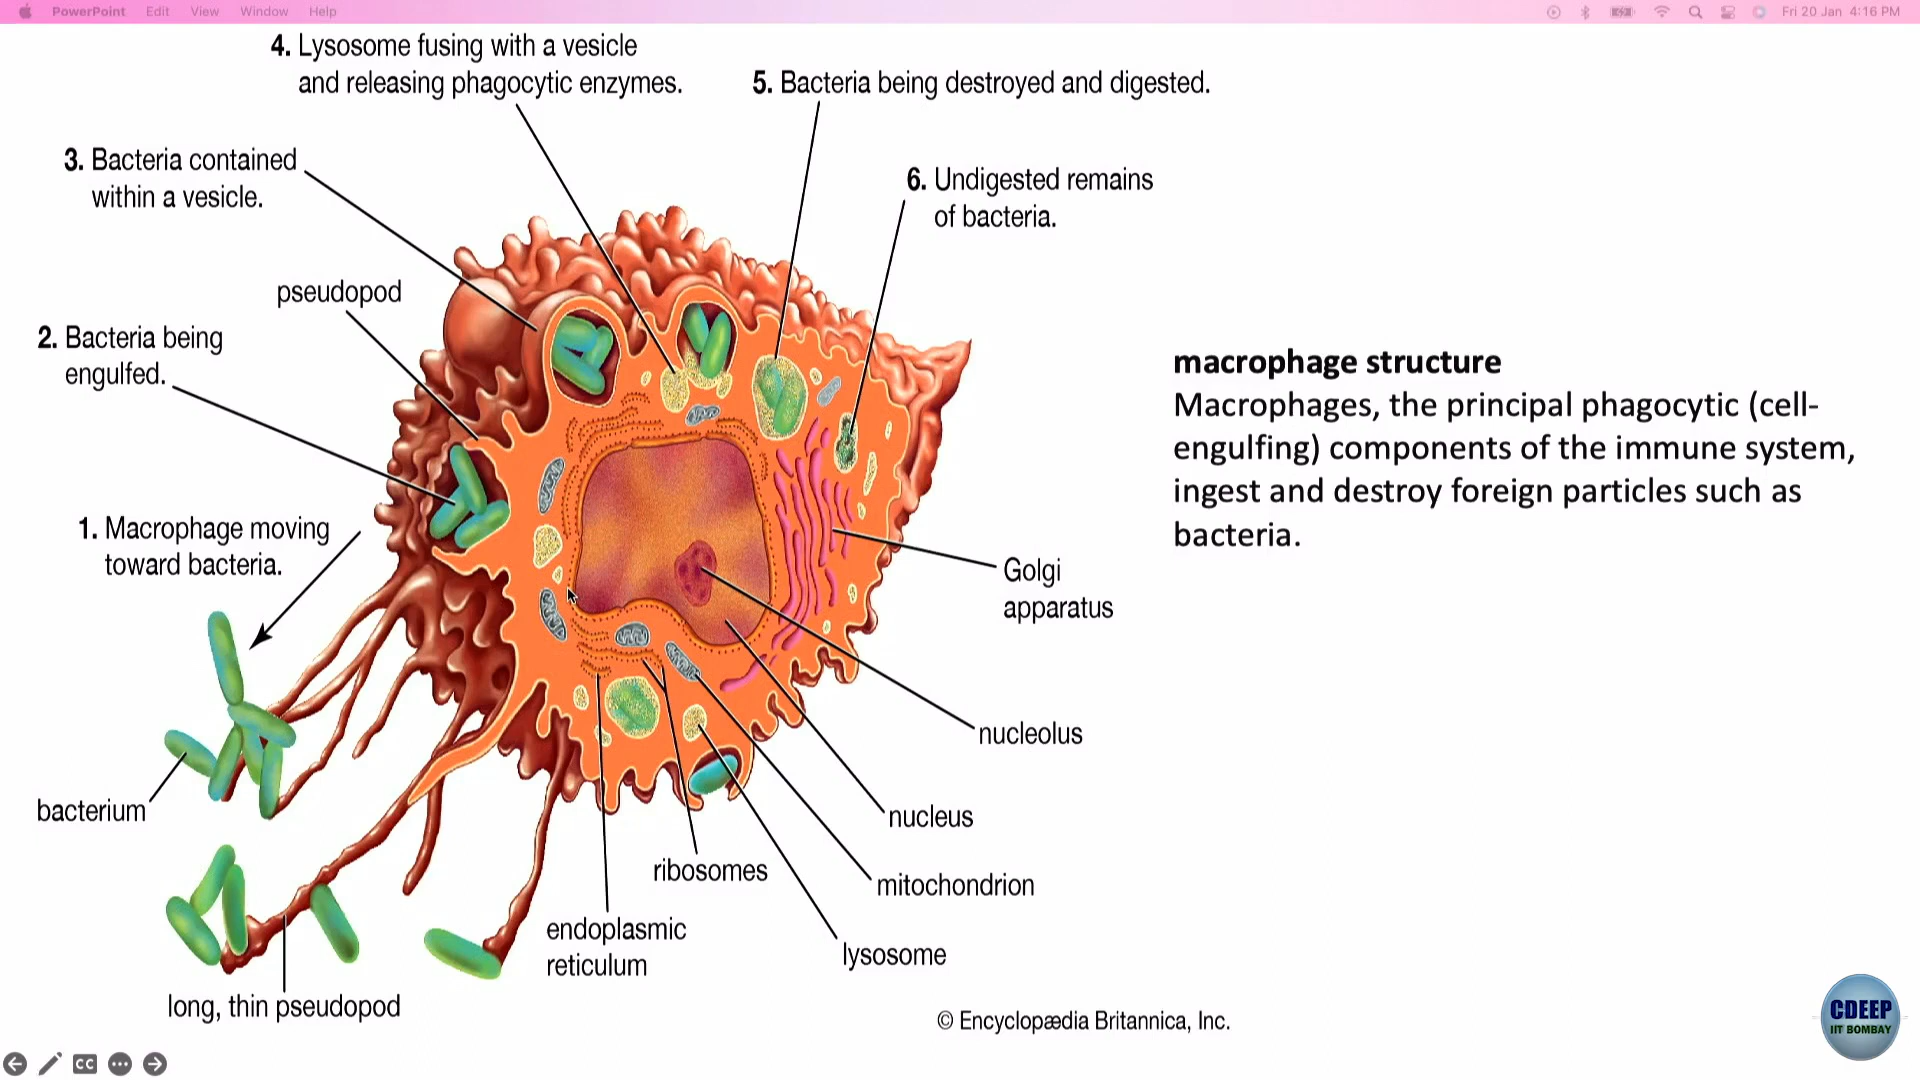 PowerPoint Edit View Window Help
Fri 20 Jan 4:16 PM
4. Lysosome fusing with a vesicle
and releasing phagocytic enzymes.
5. Bacteria being destroyed and digested.
3. Bacteria contained
within a vesicle.
6. Undigested remains
of bacteria.
pseudopod
2. Bacteria being
engulfed.
macrophage structure
Macrophages, the principal phagocytic (cell-
engulfing) components of the immune system,
ingest and destroy foreign particles such as
bacteria.
1. Macrophage moving
toward bacteria.
Golgi
apparatus
nucleolus
bacterium
nucleus
ribosomes
mitochondrion
endoplasmic
reticulum
lysosome
long, thin pseudopod
© Encyclopædia Britannica, Inc.
CDEEP
IIT BOMBAY
CC